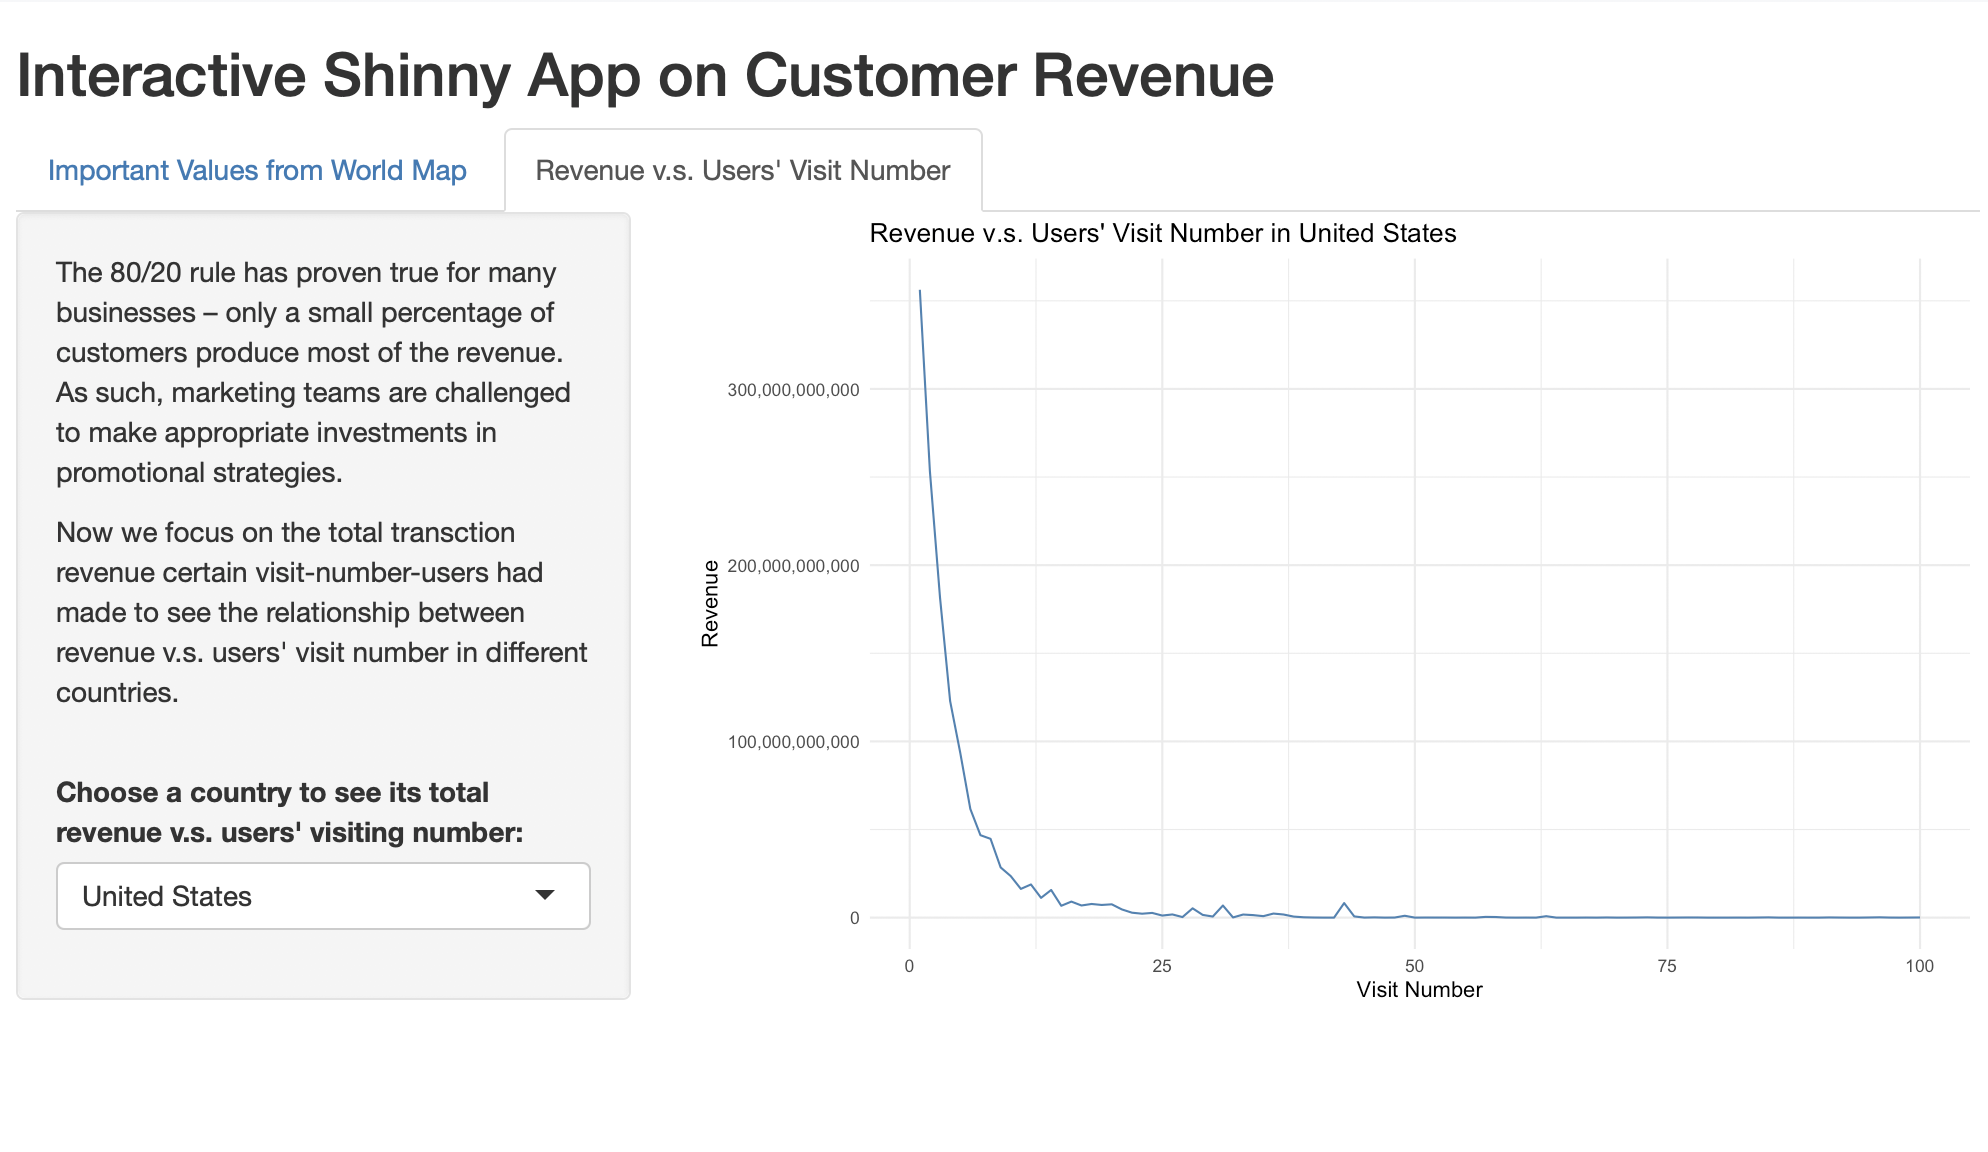 Interactive Shinny App on Customer Revenue
Important Values from World Map
Revenue v.s. Users' Visit Number
The 80/20 rule has proven true for many
businesses – only a small percentage of
customers produce most of the revenue.
As such, marketing teams are challenged
to make appropriate investments in
promotional strategies.
Now we focus on the total transction
revenue certain visit-number-users had
made to see the relationship between
revenue v.s. users' visit number in different
countries.
Choose a country to see its total
revenue v.s. users' visiting number:
United States
Revenue v.s. Users' Visit Number in United States
Revenue
300,000,000,000
200,000,000,000
100,000,000,000
0
0
25
50
75
100
Visit Number